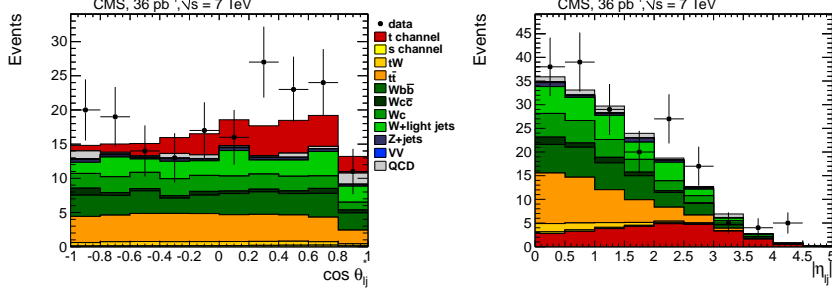 CMS, 36 pb⁻¹, √s = 7 TeV
Events
30
25
20
15
10
5
0
-1 -0.8 -0.6 -0.4 -0.2 0 0.2 0.4 0.6 0.8 1
cos θlj
data
t channel
s channel
tW
tt̄
Wbb̄
Wcc̄
Wc
W+light jets
Z+jets
VV
QCD
CMS, 36 pb⁻¹, √s = 7 TeV
Events
45
40
35
30
25
20
15
10
5
0
0 0.5 1 1.5 2 2.5 3 3.5 4 4.5 5
|ηlj|